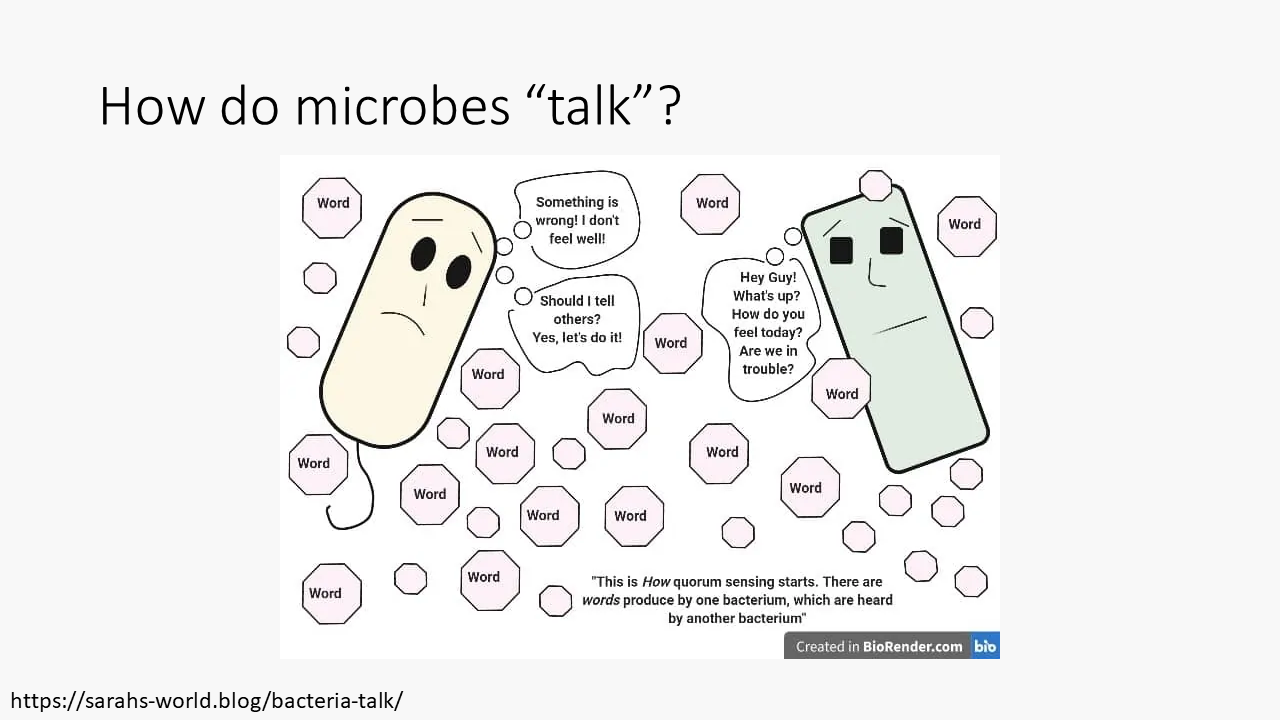 How do microbes “talk”?
Word
Something is
wrong! I don't
feel well!
Word
Word
Hey Guy!
What's up?
How do you
feel today?
Are we in
trouble?
Should I tell
others?
Yes, let's do it!
Word
Word
Word
Word
Word
Word
Word
Word
Word
Word
Word
Word
Word
Word
"This is How quorum sensing starts. There are
words produce by one bacterium, which are heard
by another bacterium"
Created in BioRender.com bio
https://sarahs-world.blog/bacteria-talk/